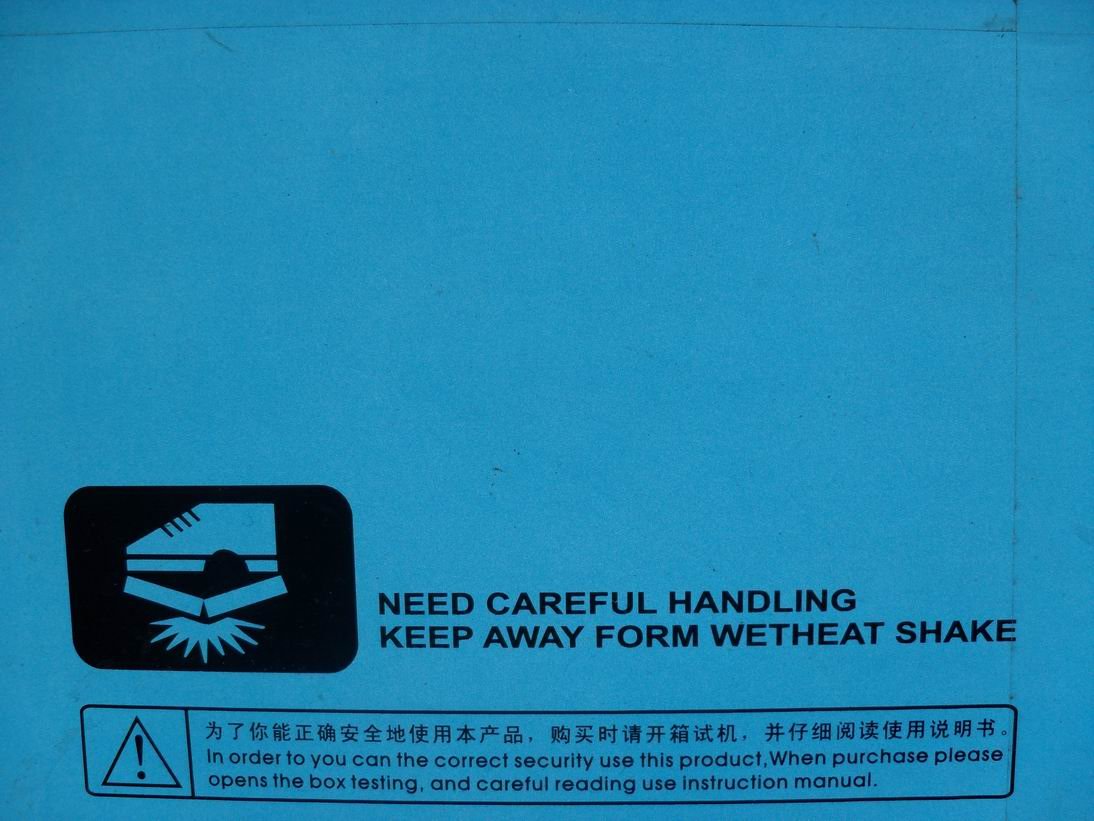 NEED CAREFUL HANDLING
KEEP AWAY FORM WETHEAT SHAKE
为了你能正确安全地使用本产品，购买时请开箱试机，并仔细阅读使用说明书。
In order to you can the correct security use this product,When purchase please
opens the box testing, and careful reading use instruction manual.